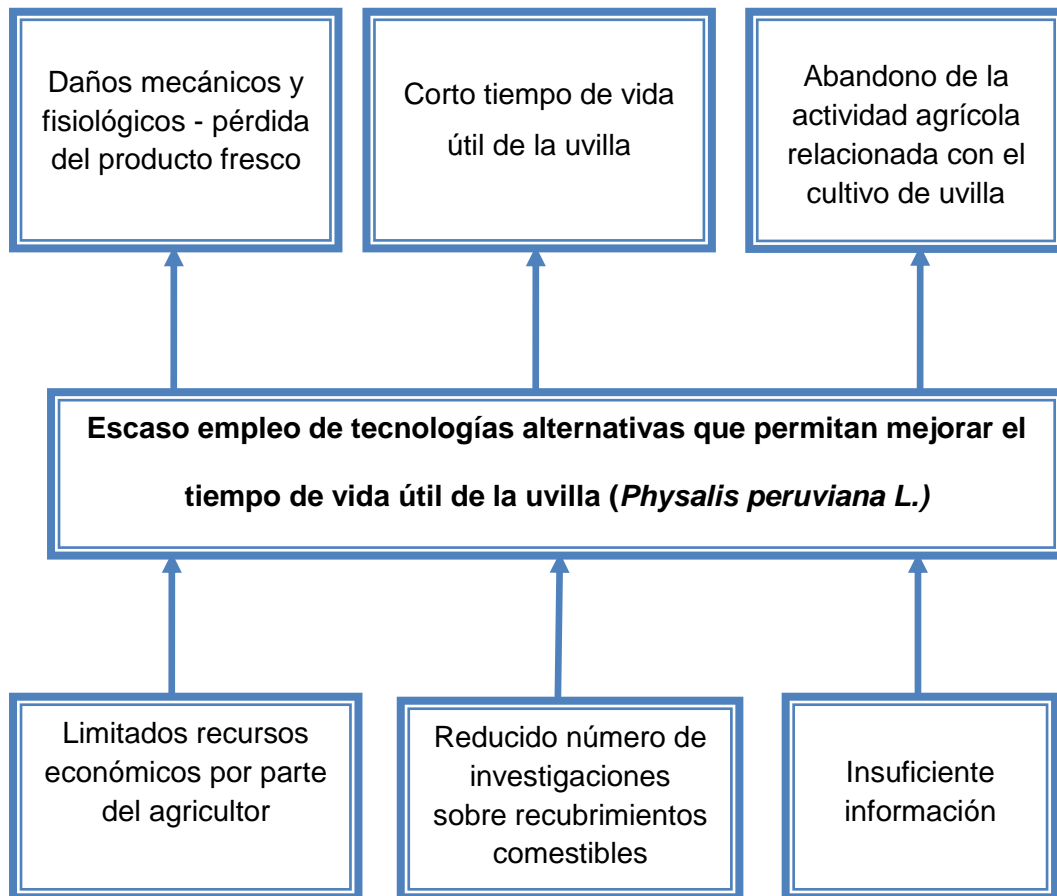 Daños mecánicos y
fisiológicos - pérdida
del producto fresco
Corto tiempo de vida
útil de la uvilla
Abandono de la
actividad agrícola
relacionada con el
cultivo de uvilla
Escaso empleo de tecnologías alternativas que permitan mejorar el
tiempo de vida útil de la uvilla (Physalis peruviana L.)
Limitados recursos
económicos por parte
del agricultor
Reducido número de
investigaciones
sobre recubrimientos
comestibles
Insuficiente
información